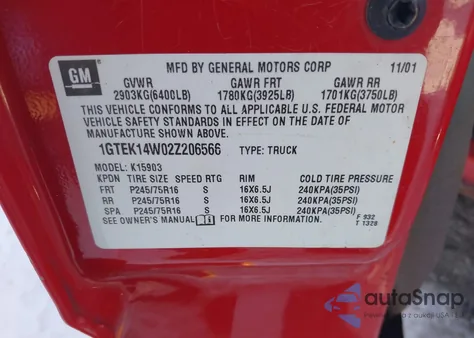 GM
MFD BY GENERAL MOTORS CORP 11/01
GVWR GAWR FRT GAWR RR
2903KG(6400LB) 1780KG(3925LB) 1701KG(3750LB)
THIS VEHICLE CONFORMS TO ALL APPLICABLE U.S. FEDERAL MOTOR
VEHICLE SAFETY STANDARDS IN EFFECT ON THE DATE OF
MANUFACTURE SHOWN ABOVE.
1GTEK14W02Z206566 TYPE: TRUCK
MODEL: K15903
KPDN TIRE SIZE SPEED RTG RIM COLD TIRE PRESSURE
FRT P245/75R16 S 16X6.5J 240KPA(35PSI)
RR P245/75R16 S 16X6.5J 240KPA(35PSI)
SPA P245/75R16 S 16X6.5J 240KPA(35PSI)
SEE OWNER'S MANUAL FOR MORE INFORMATION
F 932
T 1328
autoSnap